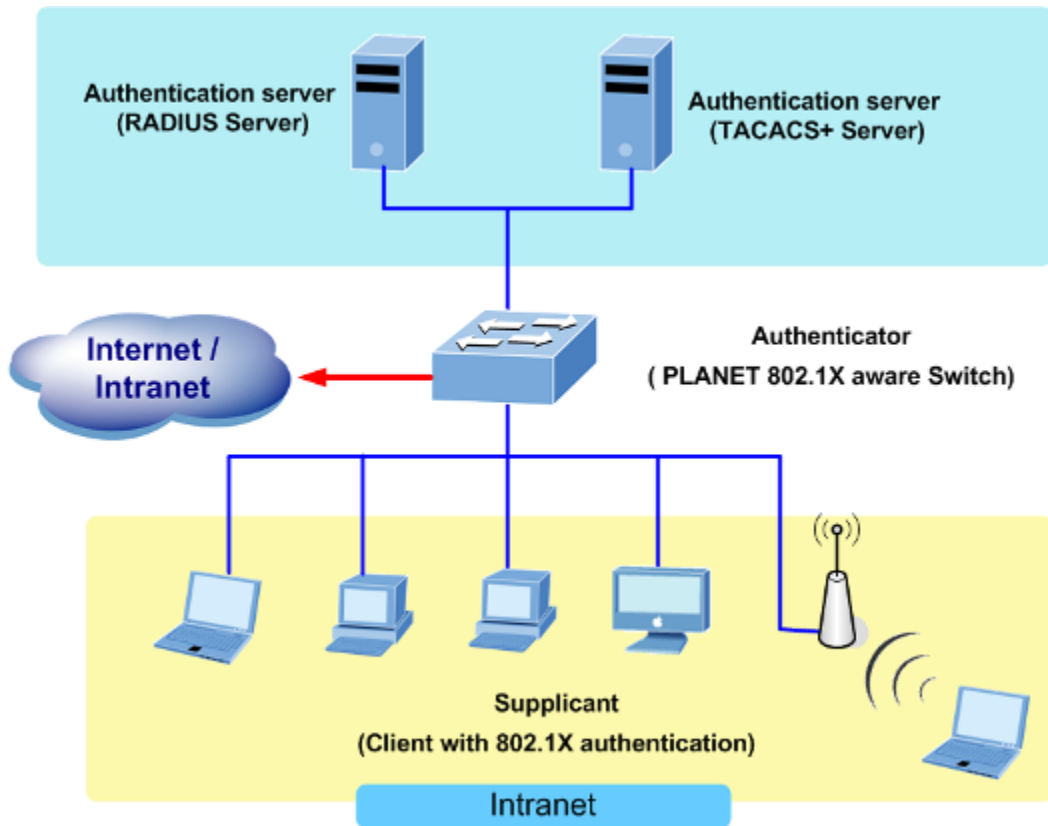 Authentication server
(RADIUS Server)
Authentication server
(TACACS+ Server)
Internet /
Intranet
Authenticator
( PLANET 802.1X aware Switch)
Supplicant
(Client with 802.1X authentication)
Intranet